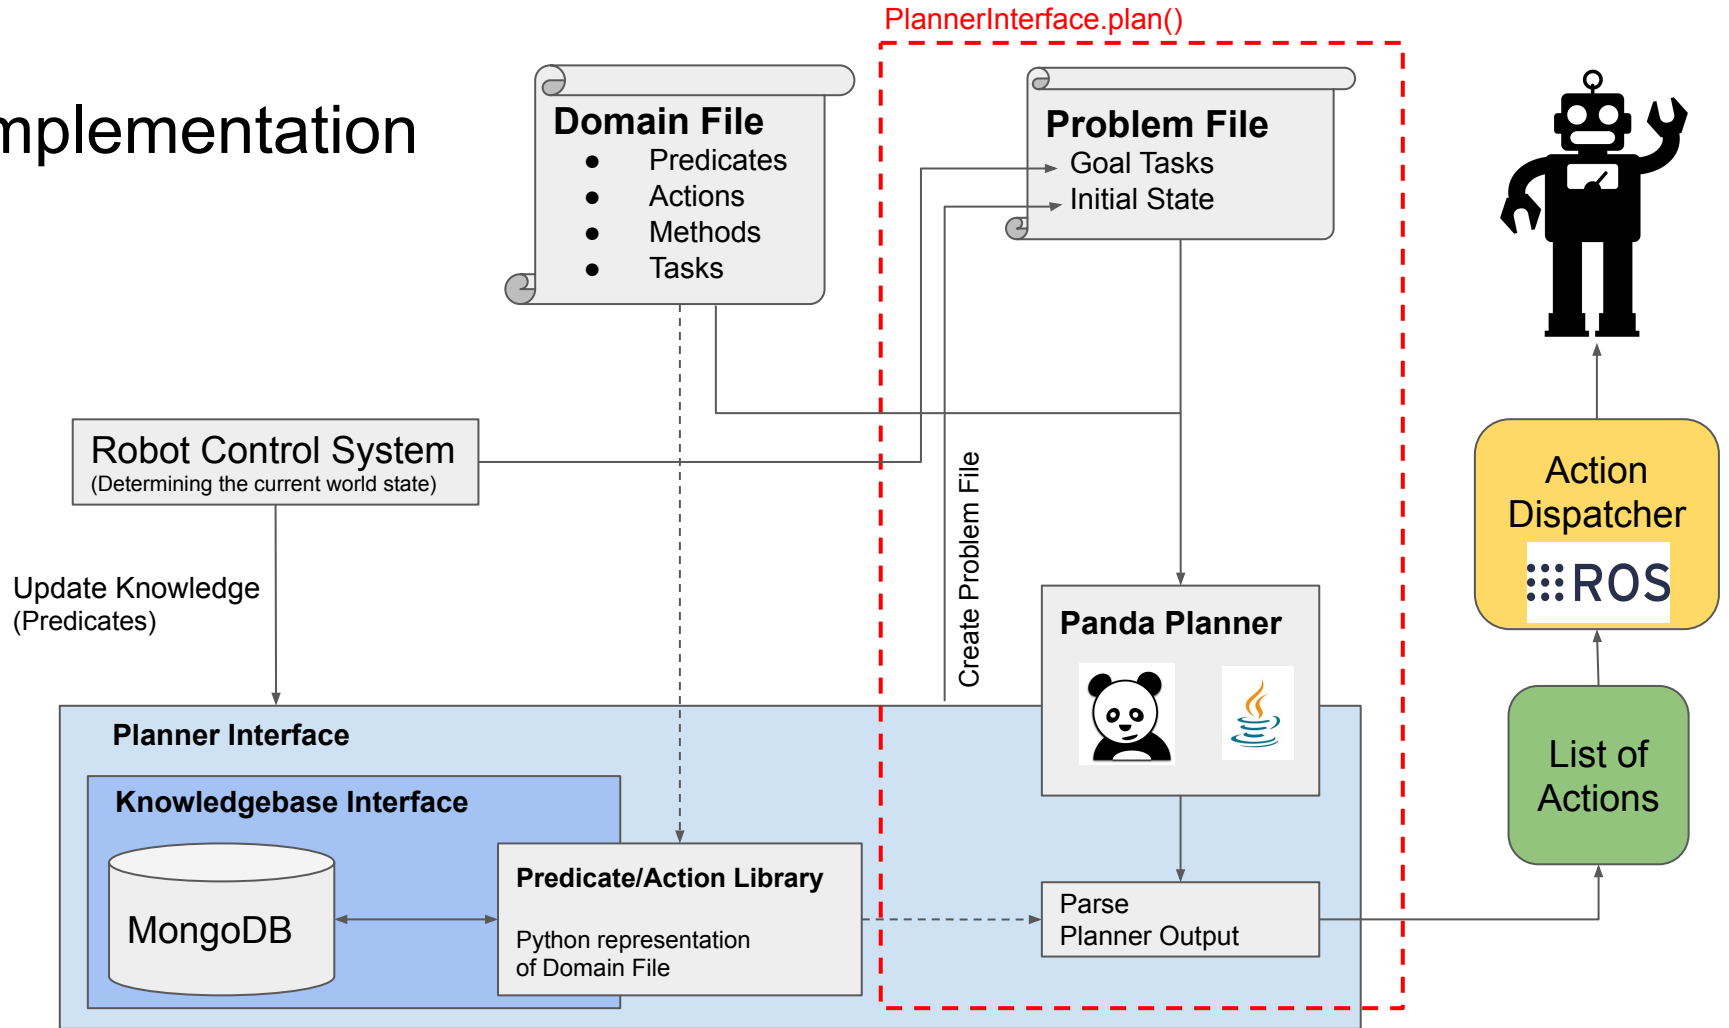 PlannerInterface.plan()
mplementation
Domain File
● Predicates
● Actions
● Methods
● Tasks
Problem File
Goal Tasks
Initial State
Robot Control System
(Determining the current world state)
Update Knowledge
(Predicates)
Create Problem File
Panda Planner
Action
Dispatcher
ROS
List of
Actions
Planner Interface
Knowledgebase Interface
MongoDB
Predicate/Action Library
Python representation
of Domain File
Parse
Planner Output